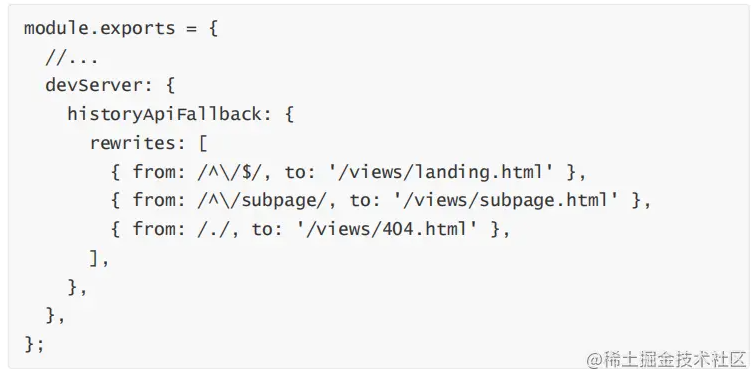 module.exports = {
  //...
  devServer: {
    historyApiFallback: {
      rewrites: [
        { from: /^\/$/, to: '/views/landing.html' },
        { from: /^\/subpage/, to: '/views/subpage.html' },
        { from: /./, to: '/views/404.html' },
      ],
    },
  },
};
@稀土掘金技术社区